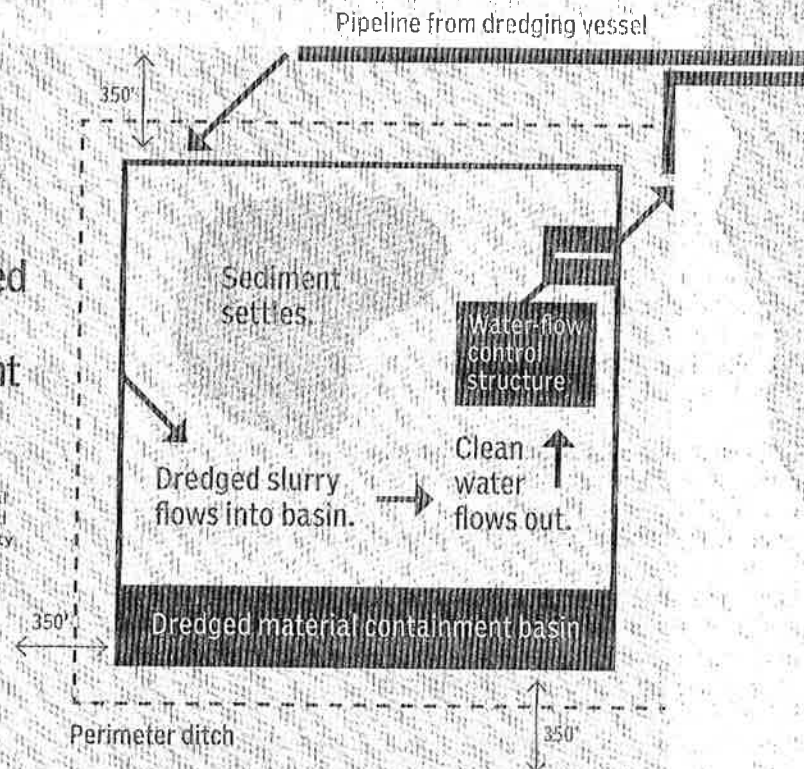 Pipeline from dredging vessel
350'
Sediment
settles.
Water-flow
control
structure
Dredged slurry
flows into basin.
Clean
water
flows out.
Dredged material containment basin
350'
Perimeter ditch
350'